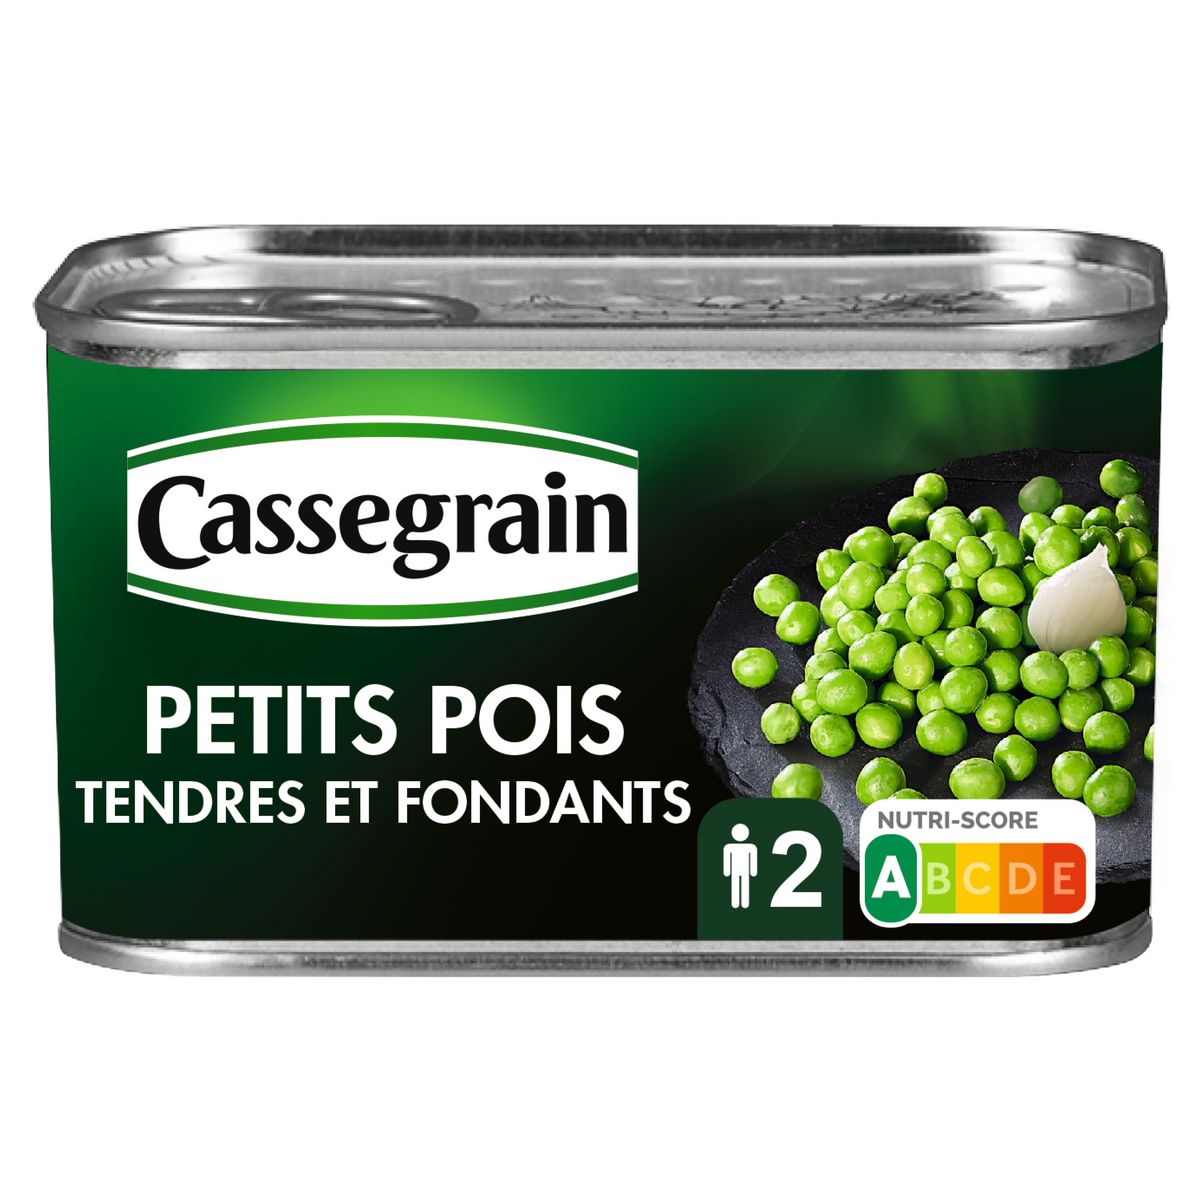 Cassegrain
PETITS POIS
TENDRES ET FONDANTS
2
NUTRI-SCORE
A B C D E